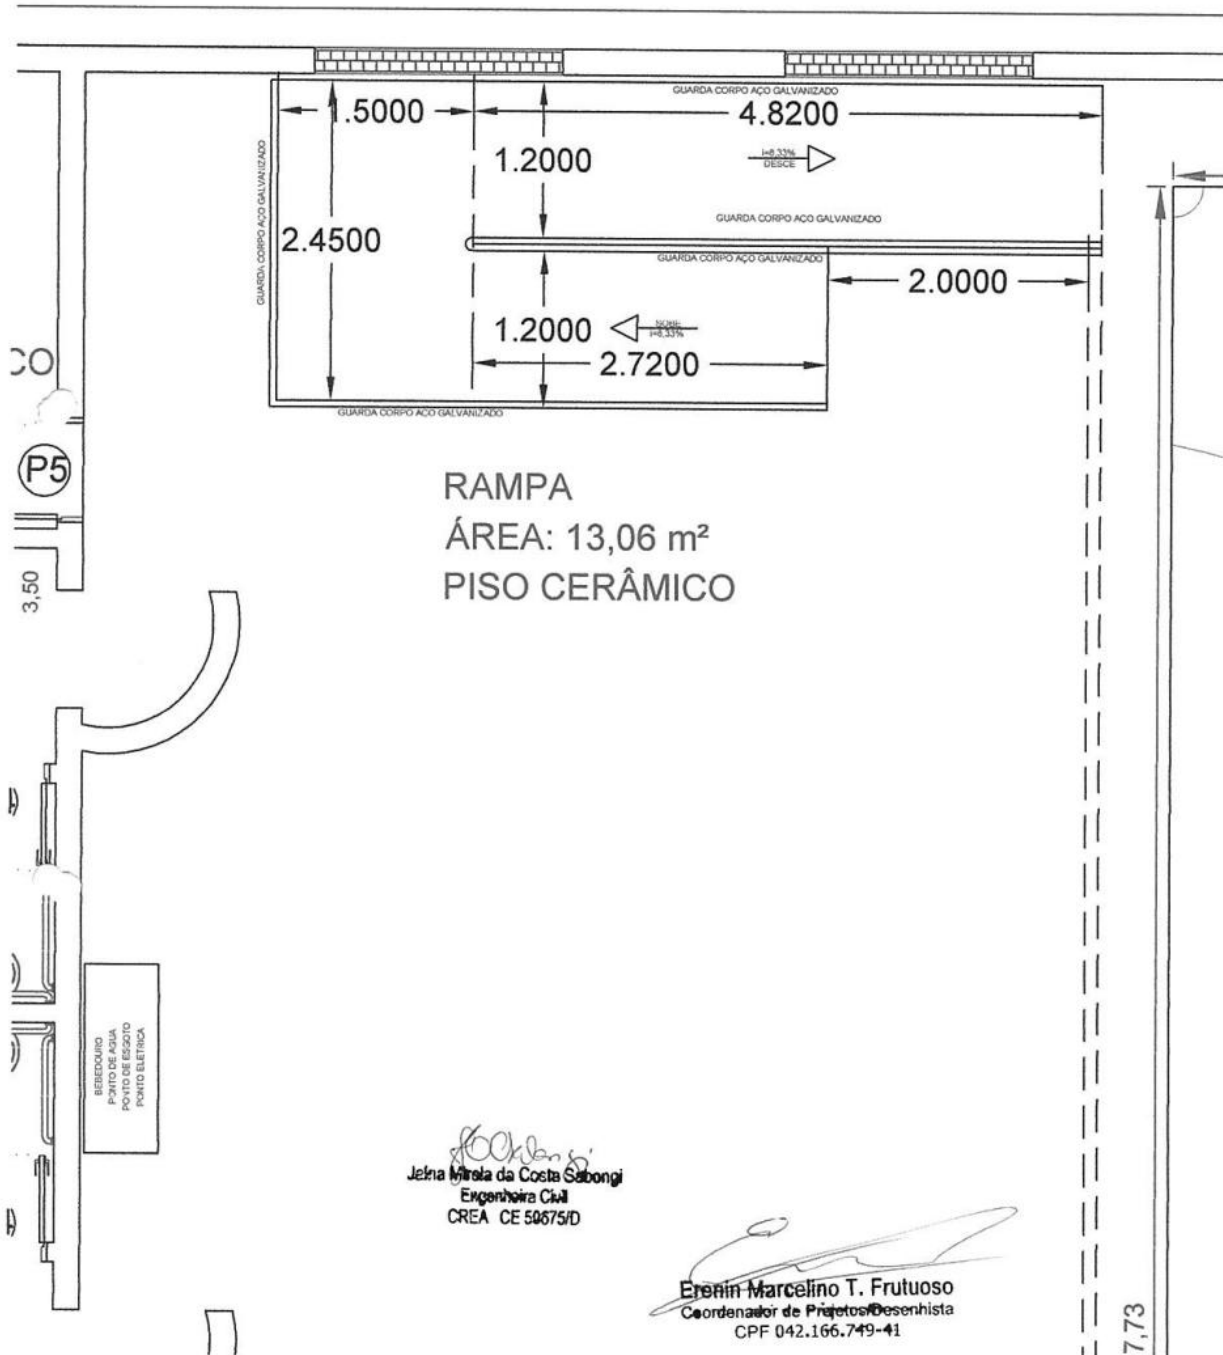 GUARDA CORPO AÇO GALVANIZADO
1.5000
4.8200
1.2000
i=8,33%
DESCE
GUARDA CORPO AÇO GALVANIZADO
2.4500
GUARDA CORPO AÇO GALVANIZADO
GUARDA CORPO AÇO GALVANIZADO
2.0000
1.2000
SOBE
i=8,33%
2.7200
GUARDA CORPO AÇO GALVANIZADO
CO
P5
RAMPA
ÁREA: 13,06 m²
PISO CERÂMICO
3,50
BEBEDOURO
PONTO DE AGUA
PONTO DE ESGOTO
PONTO ELETRICA
da Costa Sabongi
Engenheira Civil
CREA CE 50675/D
Erenin Marcelino T. Frutuoso
Coordenador de Projetos/Desenhista
CPF 042.166.749-41
7,73